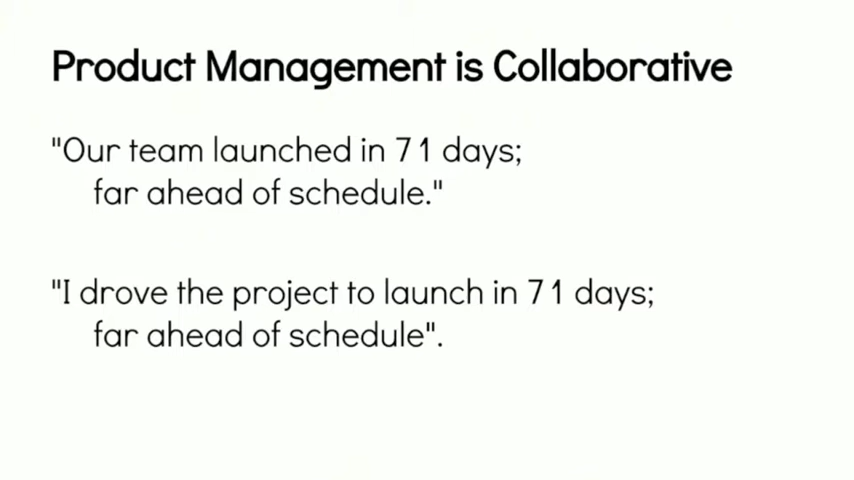 Product Management is Collaborative
"Our team launched in 71 days;
far ahead of schedule."
"I drove the project to launch in 71 days;
far ahead of schedule".